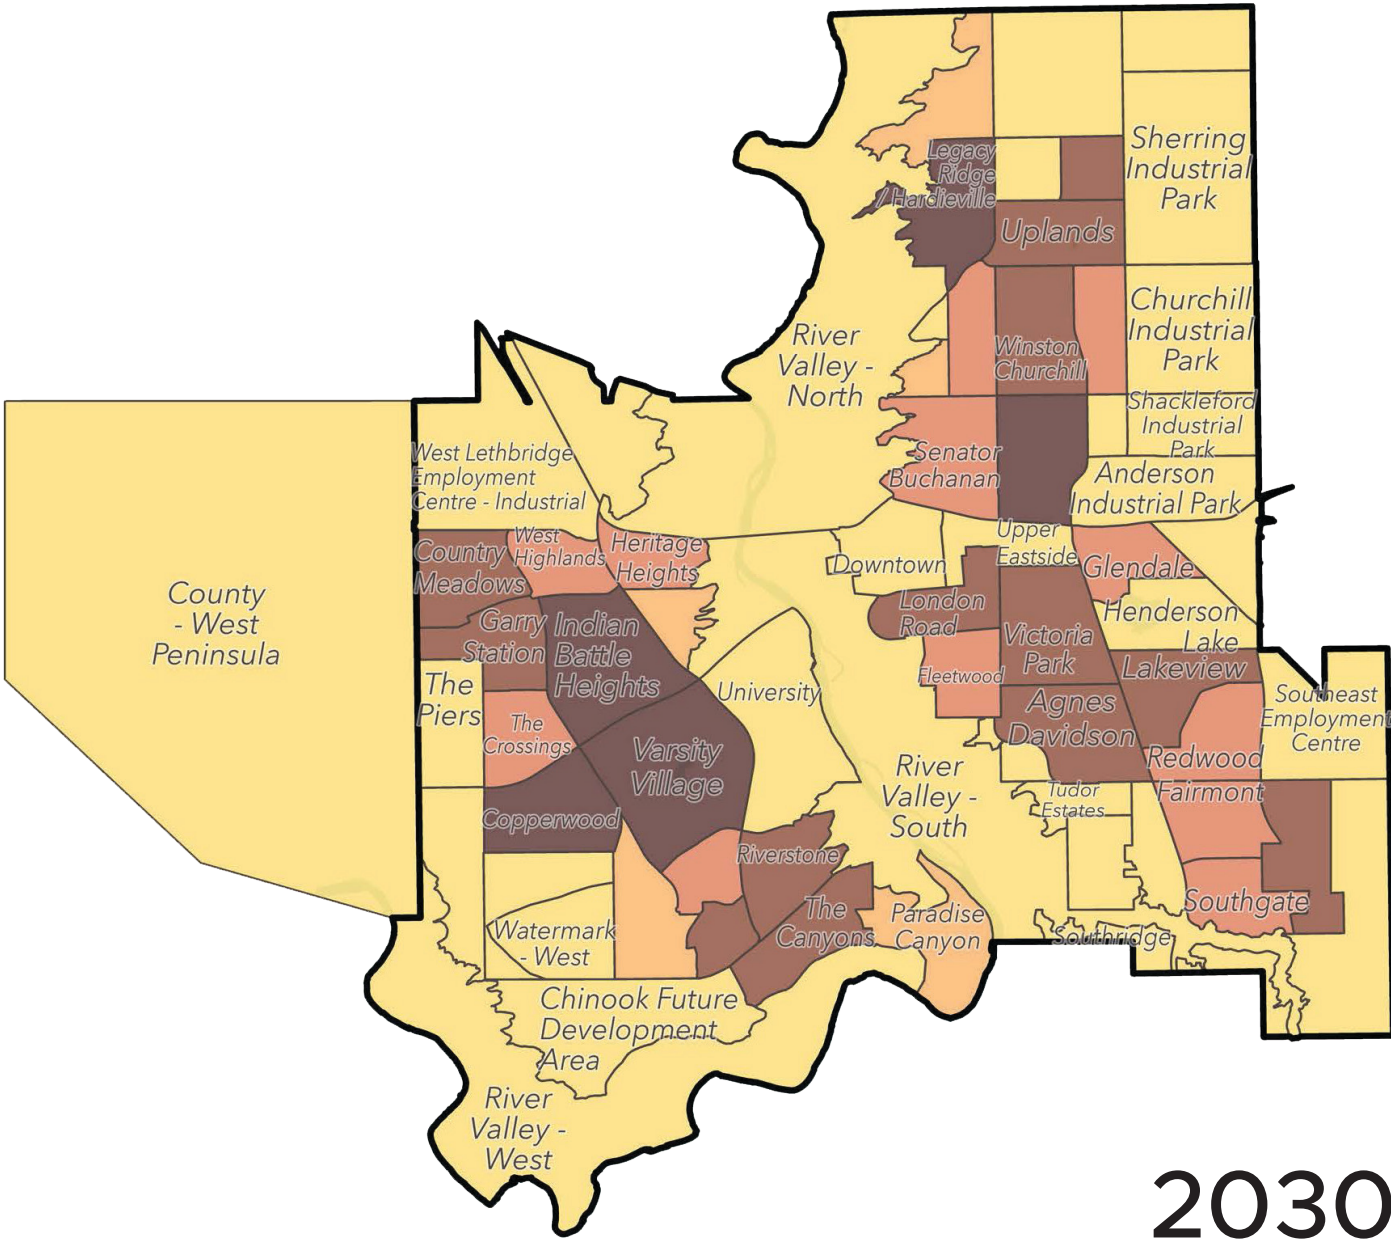 Sherring
Industrial
Park
Legacy
Ridge
/ Hardieville
Uplands
Churchill
Industrial
Park
River
Valley -
North
Winston
Churchill
Shackleford
Industrial
Park
West Lethbridge
Employment
Centre - Industrial
Senator
Buchanan
Anderson
Industrial Park
Country
Meadows
West
Highlands
Heritage
Heights
Upper
Eastside
Downtown
Glendale
County
- West
Peninsula
Garry
Station
Indian
Battle
Heights
London
Road
Henderson
Lake
Victoria
Park
Lakeview
The
Piers
University
Fleetwood
Agnes
Davidson
Southeast
Employment
Centre
The
Crossings
Varsity
Village
Redwood
River
Valley -
South
Tudor
Estates
Fairmont
Copperwood
Riverstone
Southgate
Watermark
- West
The
Canyons
Paradise
Canyon
Southridge
Chinook Future
Development
Area
River
Valley -
West
2030